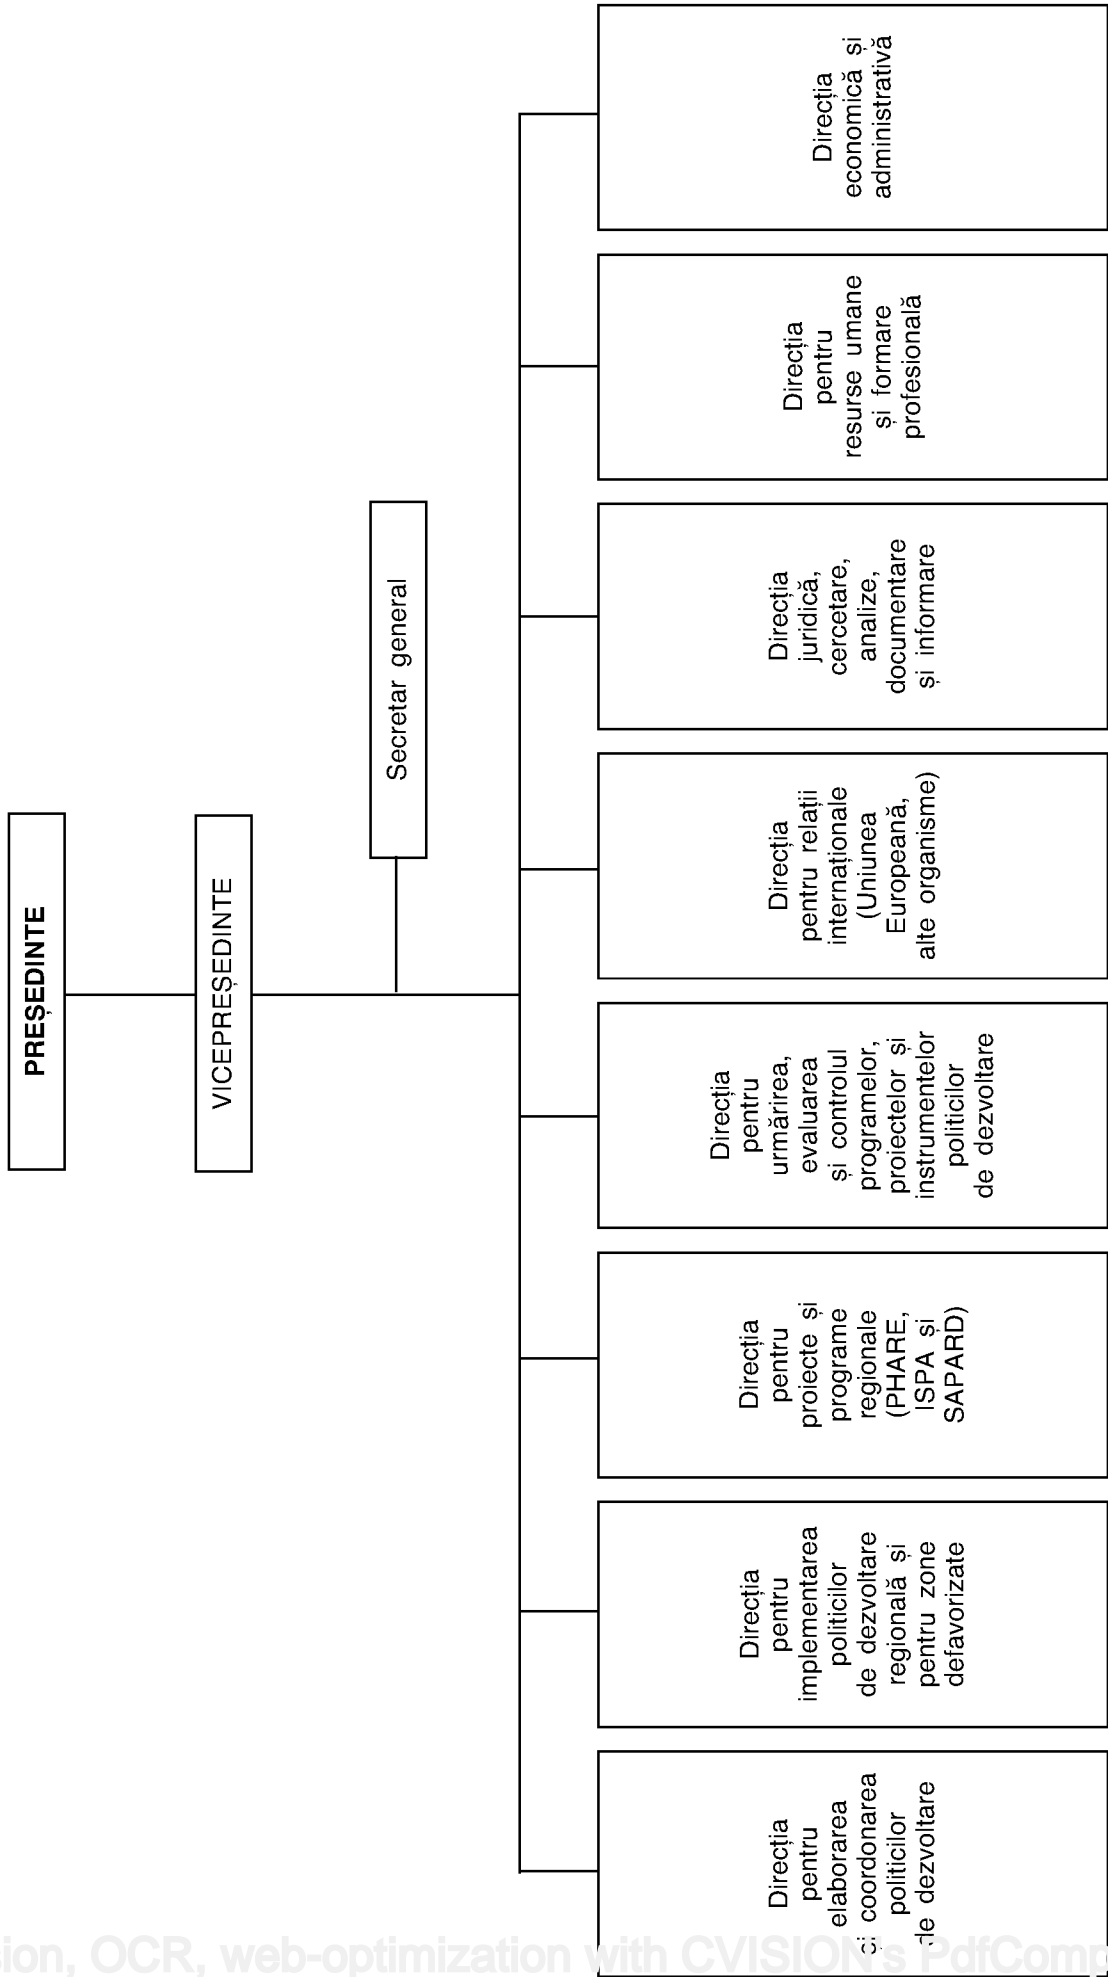 PREȘEDINTE
VICEPREȘEDINTE
Secretar general
Direcția
pentru
elaborarea
și coordonarea
politicilor
de dezvoltare
Direcția
pentru
implementarea
politicilor
de dezvoltare
regională și
pentru zone
defavorizate
Direcția
pentru
proiecte și
programe
regionale
(PHARE,
ISPA și
SAPARD)
Direcția
pentru
urmărirea,
evaluarea
și controlul
programelor,
proiectelor și
instrumentelor
politicilor
de dezvoltare
Direcția
pentru relații
internaționale
(Uniunea
Europeană,
alte organisme)
Direcția
juridică,
cercetare,
analize,
documentare
și informare
Direcția
pentru
resurse umane
și formare
profesională
Direcția
economică și
administrativă
sion, OCR, web-optimization with CVISION's PdfComp